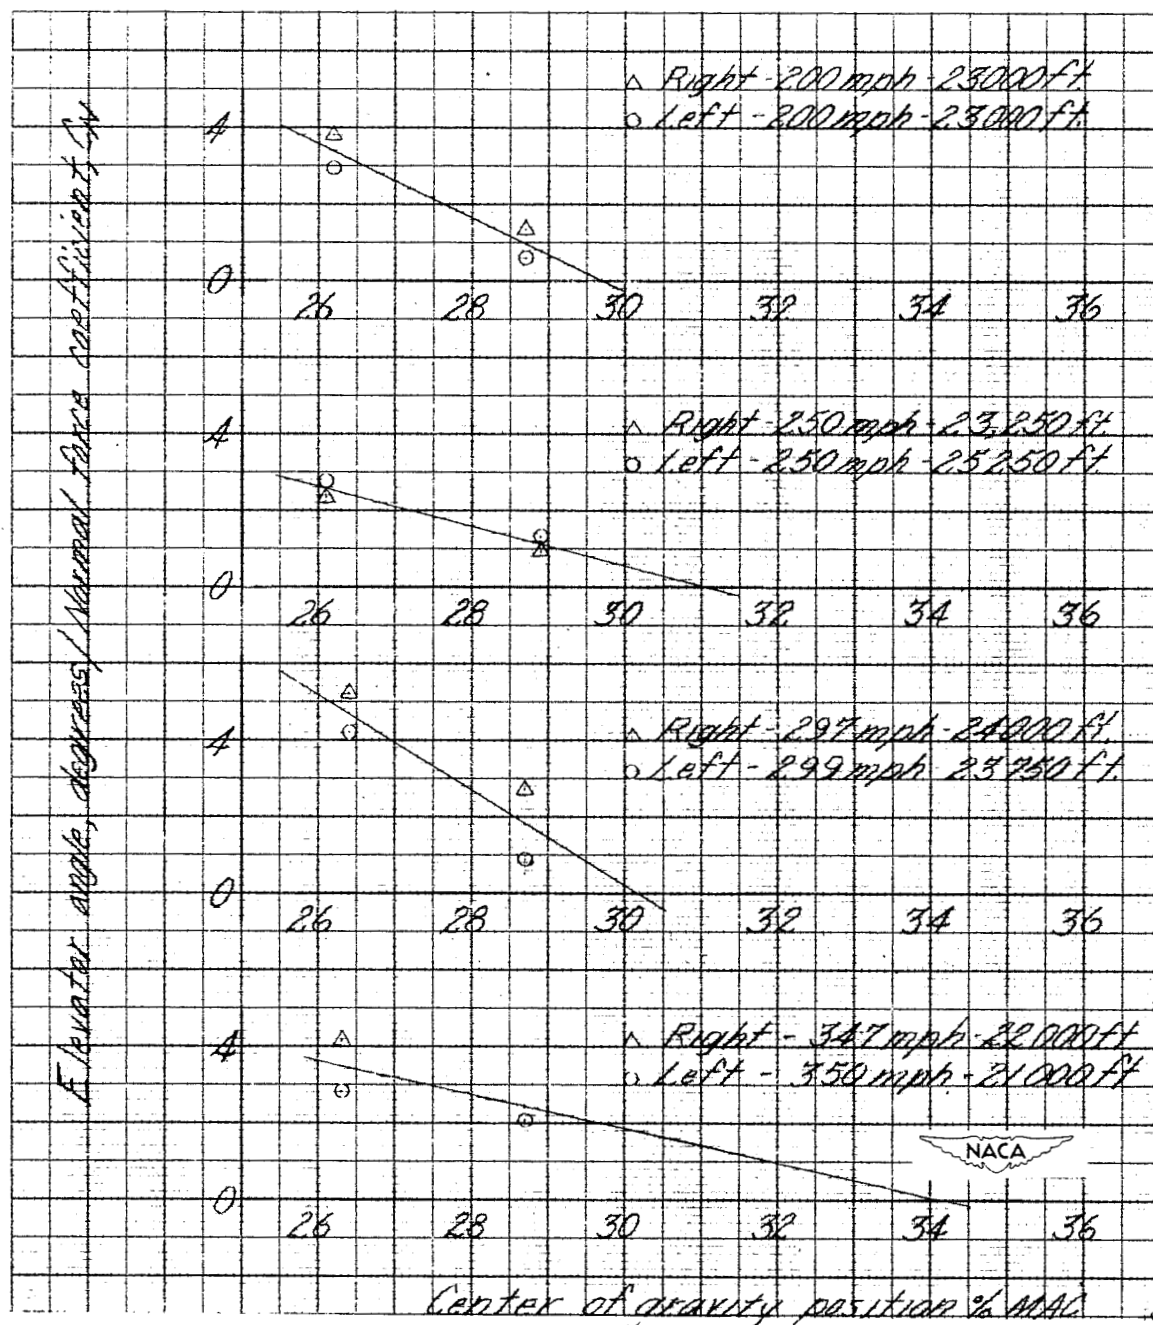 Elevator angle, degrees/Normal force coefficient, CN
△ Right - 200 mph - 23000 ft.
○ Left - 200 mph - 23000 ft.
4
0
26 28 30 32 34 36
△ Right - 250 mph - 23,250 ft.
○ Left - 250 mph - 25250 ft.
4
0
26 28 30 32 34 36
△ Right - 297 mph - 24000 ft.
○ Left - 299 mph - 23750 ft.
4
0
26 28 30 32 34 36
△ Right - 347 mph - 22000 ft
○ Left - 350 mph - 21000 ft
4
NACA
0
26 28 30 32 34 36
Center of gravity position % MAC